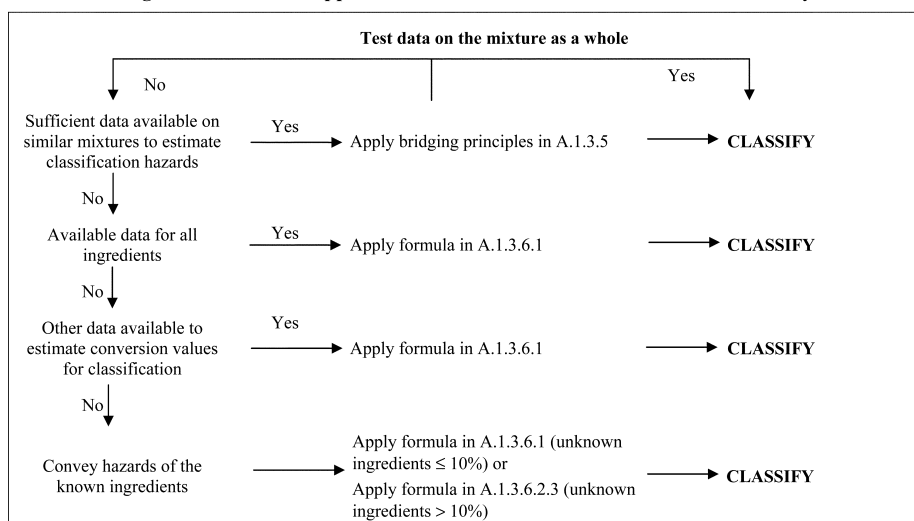 Test data on the mixture as a whole
No
Yes
Sufficient data available on
similar mixtures to estimate
classification hazards
Yes
Apply bridging principles in A.1.3.5
CLASSIFY
No
Available data for all
ingredients
Yes
Apply formula in A.1.3.6.1
CLASSIFY
No
Other data available to
estimate conversion values
for classification
Yes
Apply formula in A.1.3.6.1
CLASSIFY
No
Convey hazards of the
known ingredients
Apply formula in A.1.3.6.1 (unknown
ingredients ≤ 10%) or
Apply formula in A.1.3.6.2.3 (unknown
ingredients > 10%)
CLASSIFY